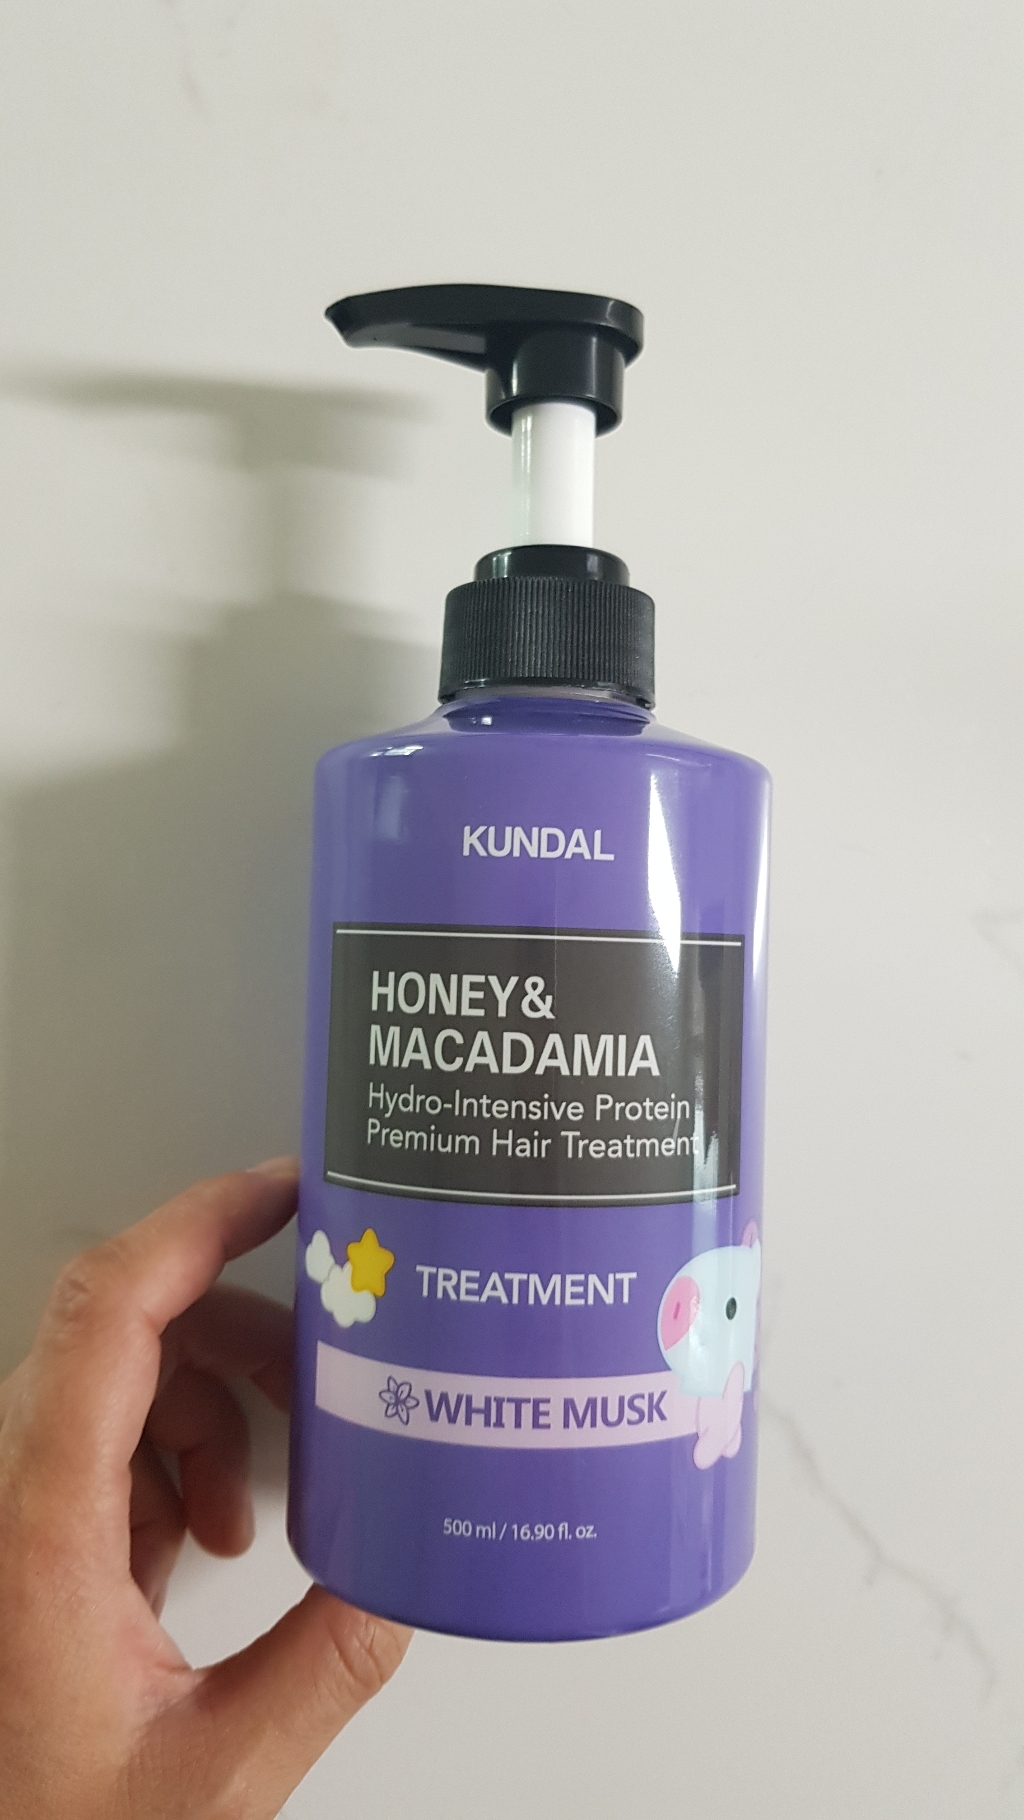 KUNDAL
HONEY&
MACADAMIA
Hydro-Intensive Protein
Premium Hair Treatment
TREATMENT
WHITE MUSK
500 ml / 16.90 fl. oz.